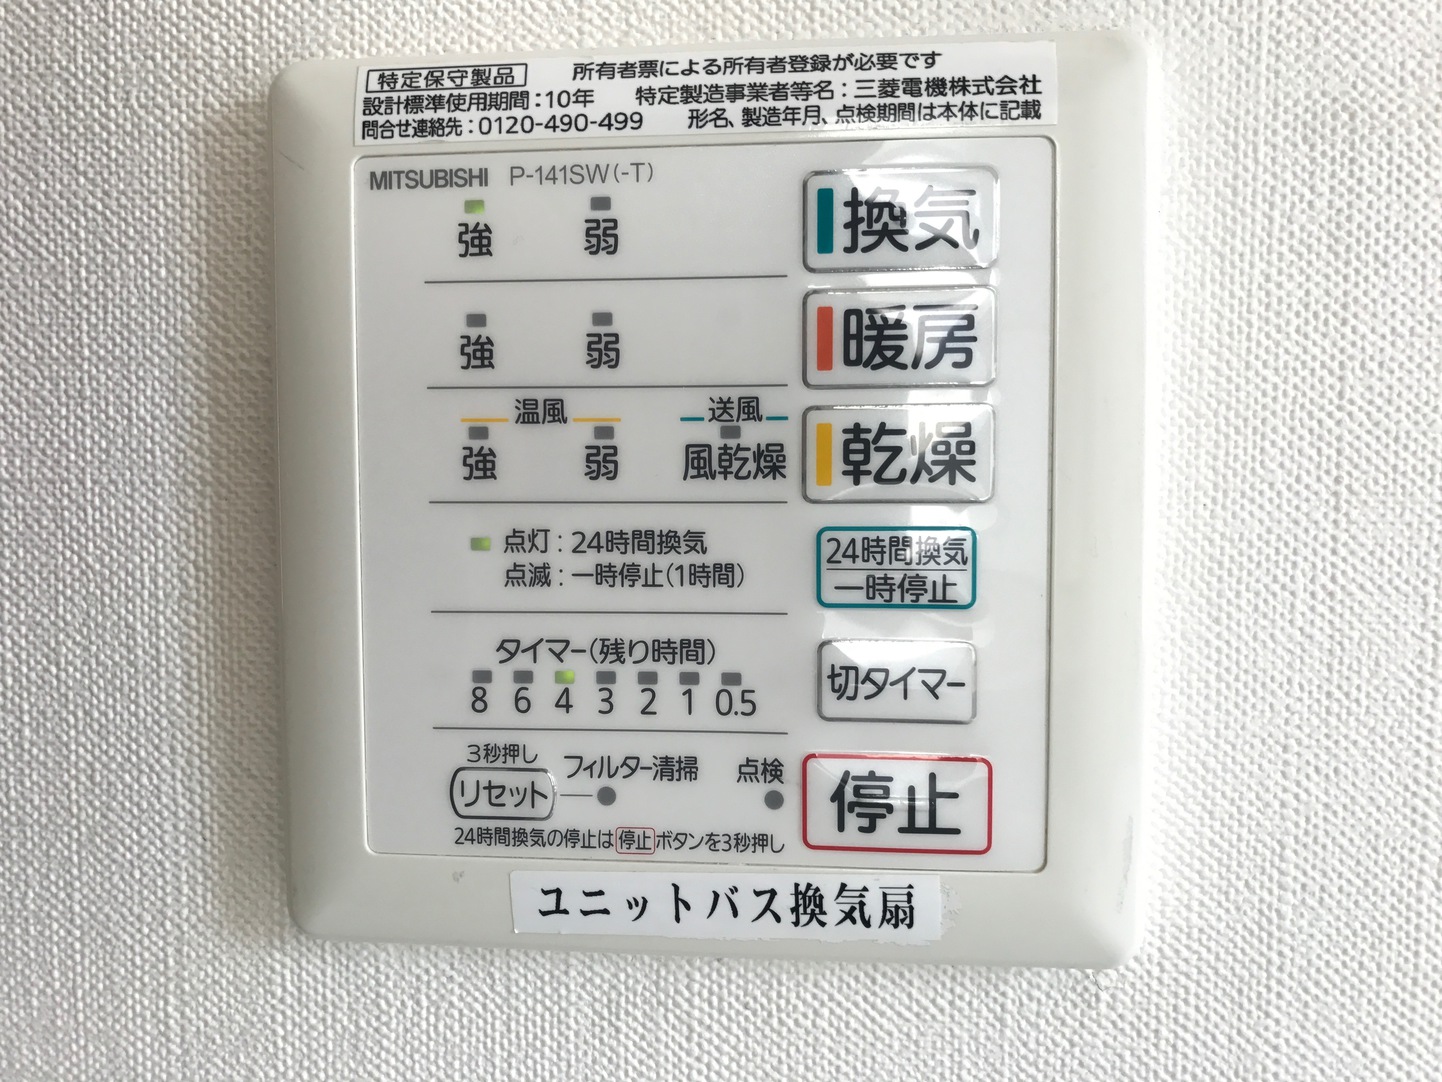 特定保守製品 所有者票による所有者登録が必要です
設計標準使用期間:10年 特定製造事業者等名:三菱電機株式会社
問合せ連絡先:0120-490-499 形名、製造年月、点検期間は本体に記載
MITSUBISHI P-141SW(-T)
強 弱 換気
強 弱 暖房
温風 送風
強 弱 風乾燥 乾燥
点灯:24時間換気
点滅:一時停止(1時間)
24時間換気
一時停止
タイマー(残り時間)
8 6 4 3 2 1 0.5
切タイマー
3秒押し
リセット フィルター清掃 点検
停止
24時間換気の停止は停止ボタンを3秒押し
ユニットバス換気扇